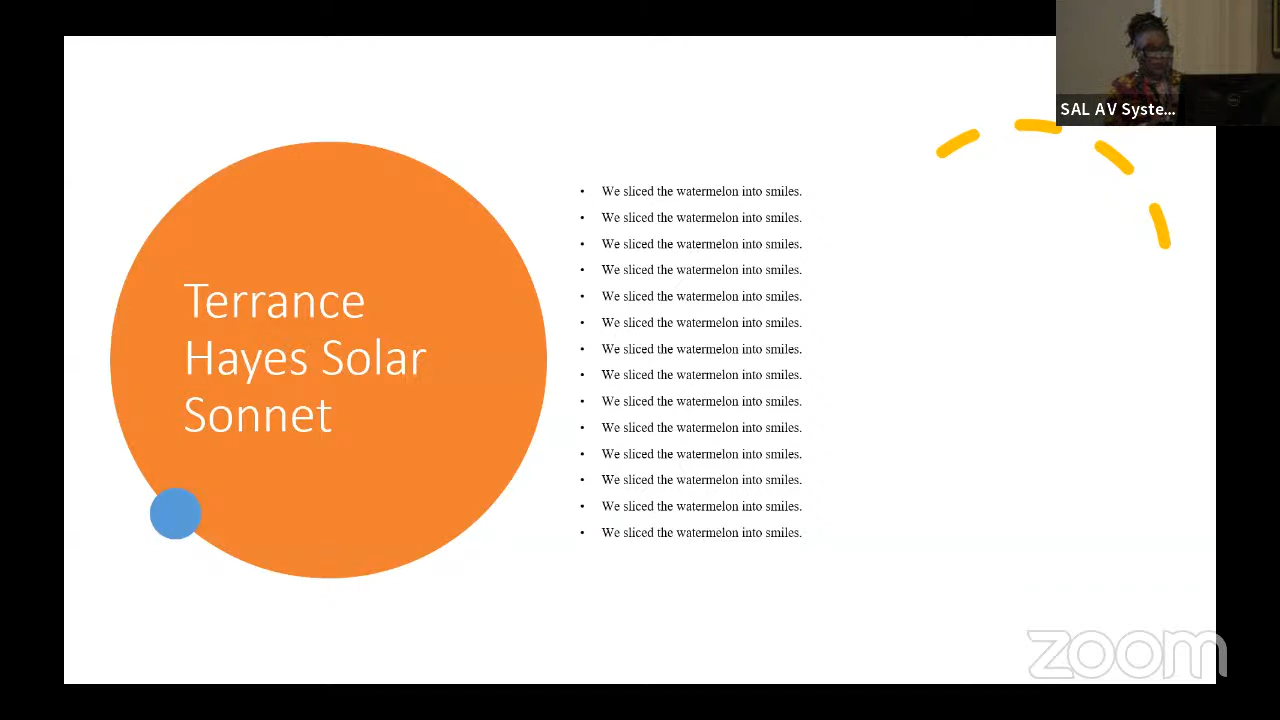 SAL AV Syste...
Terrance
Hayes Solar
Sonnet
• We sliced the watermelon into smiles.
• We sliced the watermelon into smiles.
• We sliced the watermelon into smiles.
• We sliced the watermelon into smiles.
• We sliced the watermelon into smiles.
• We sliced the watermelon into smiles.
• We sliced the watermelon into smiles.
• We sliced the watermelon into smiles.
• We sliced the watermelon into smiles.
• We sliced the watermelon into smiles.
• We sliced the watermelon into smiles.
• We sliced the watermelon into smiles.
• We sliced the watermelon into smiles.
• We sliced the watermelon into smiles.
zoom